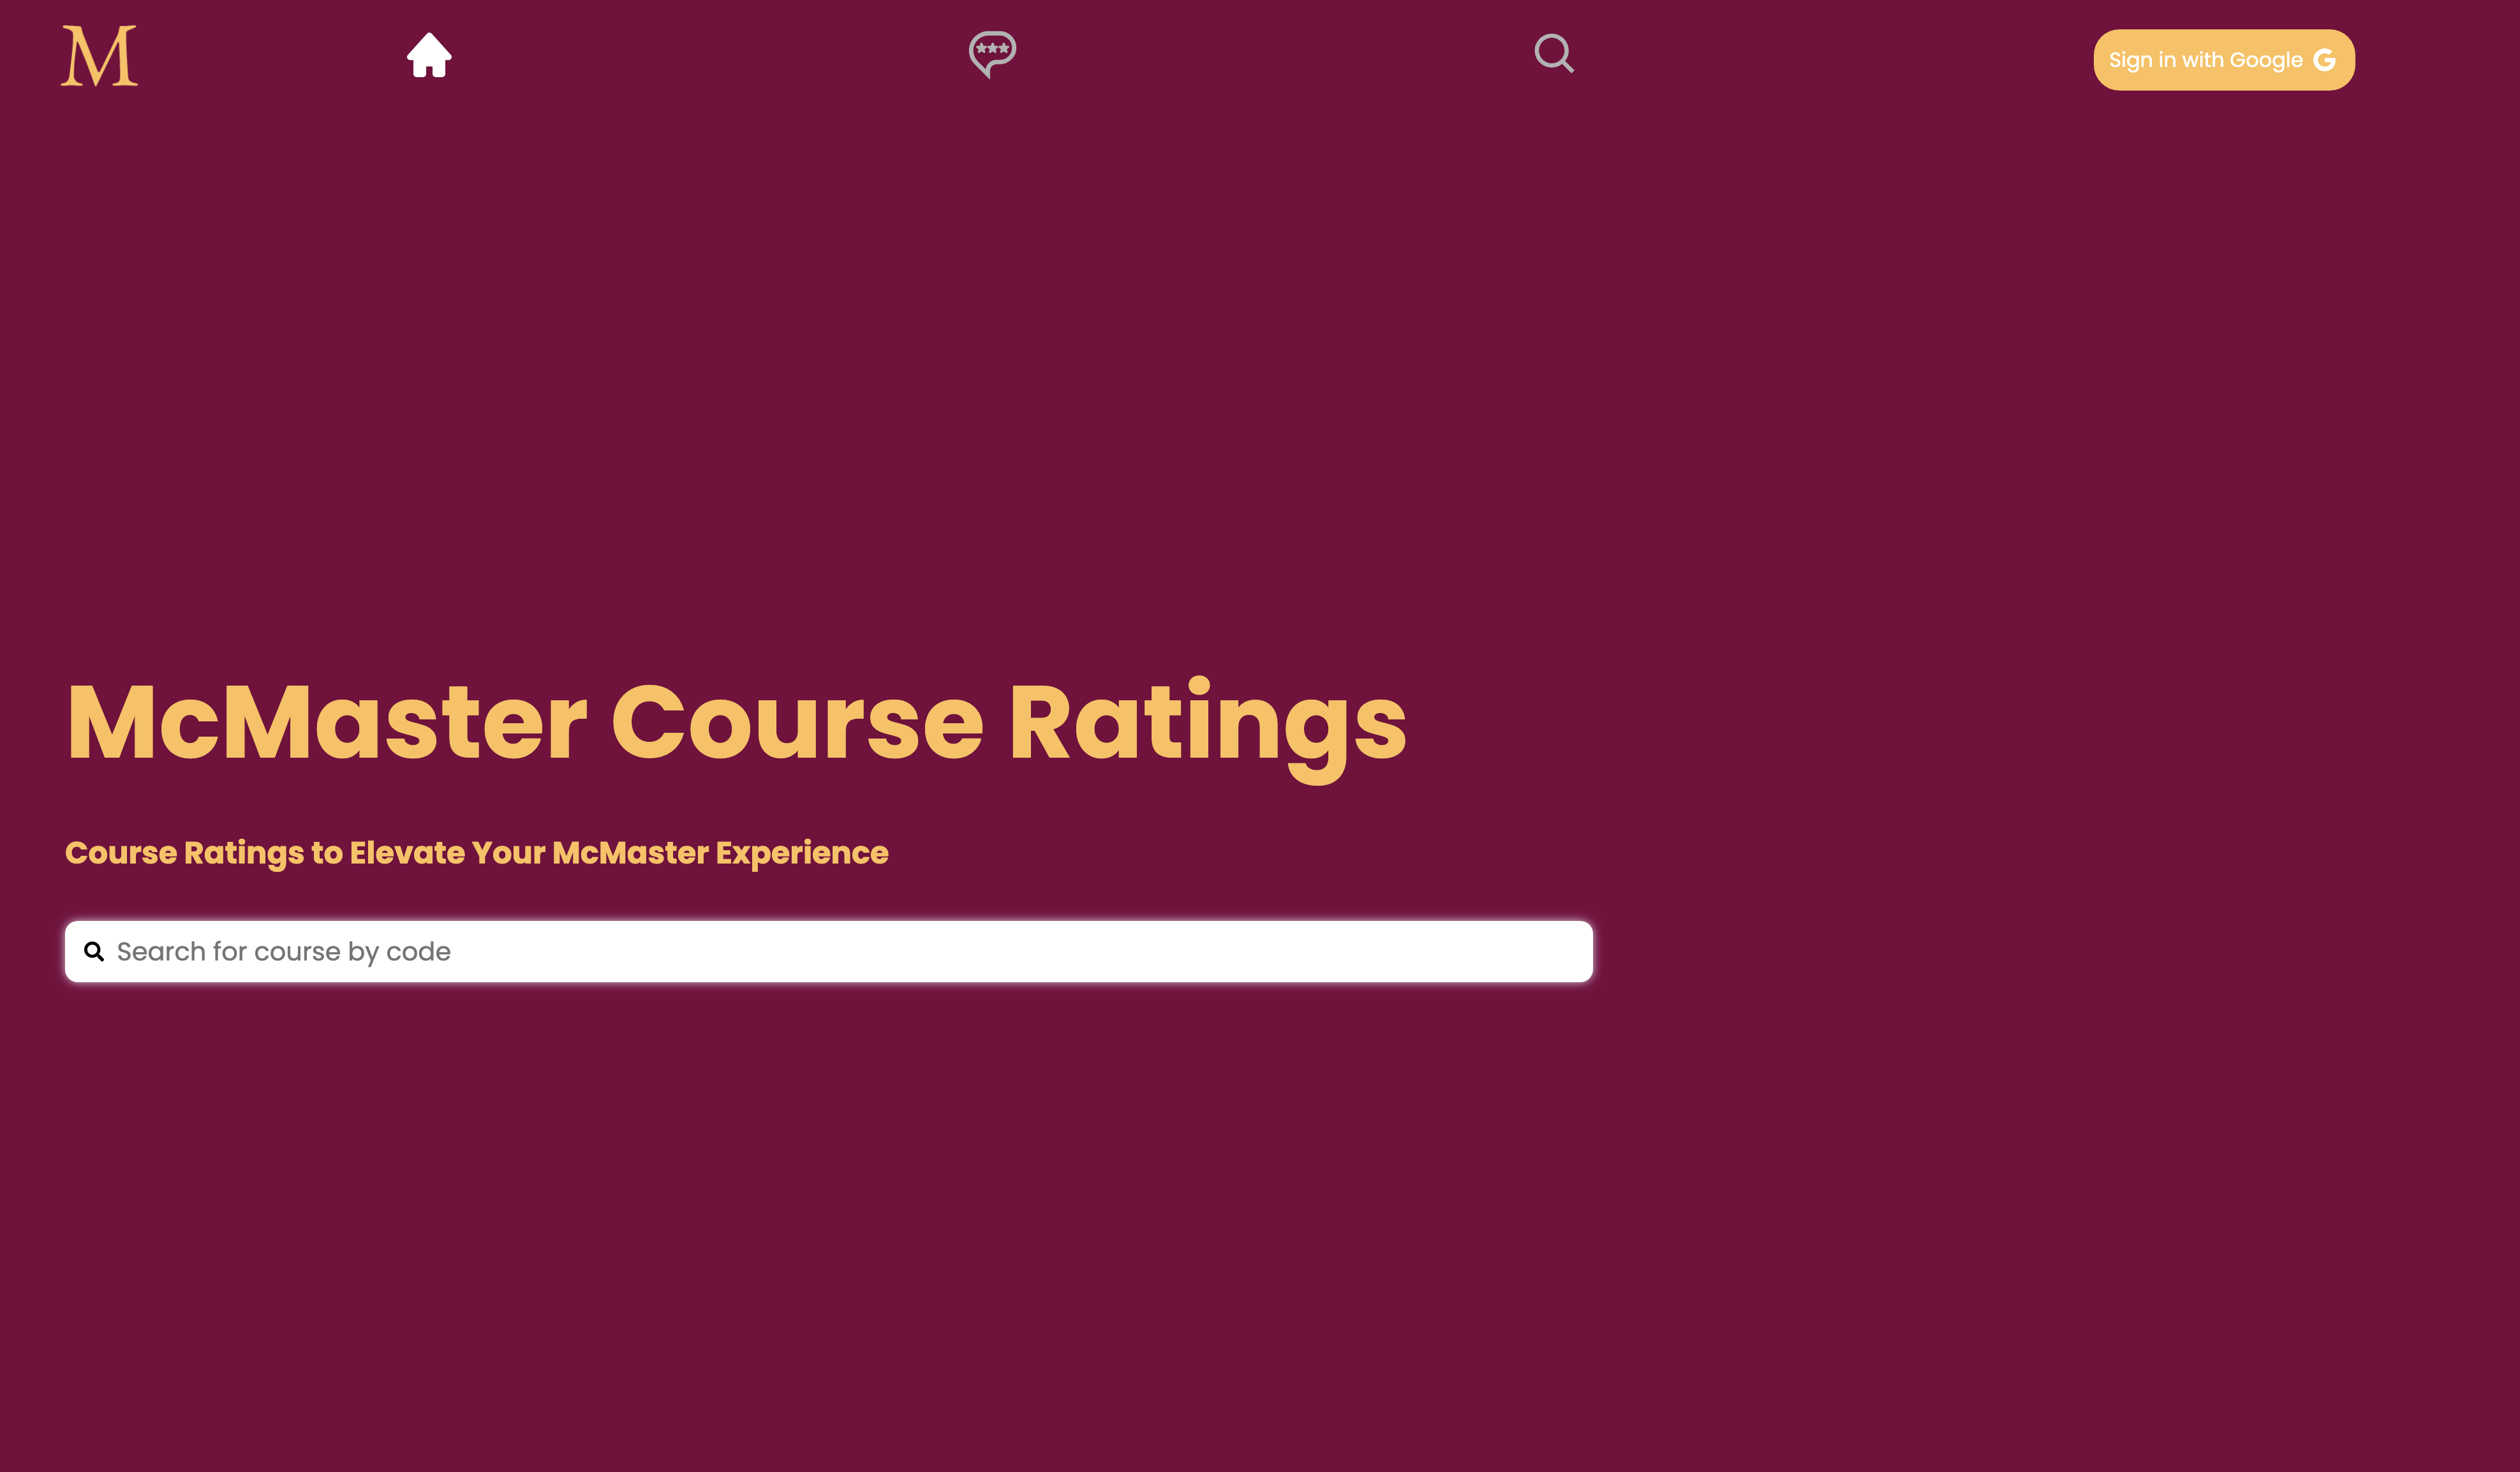 M
Sign in with Google G
McMaster Course Ratings
Course Ratings to Elevate Your McMaster Experience
Search for course by code